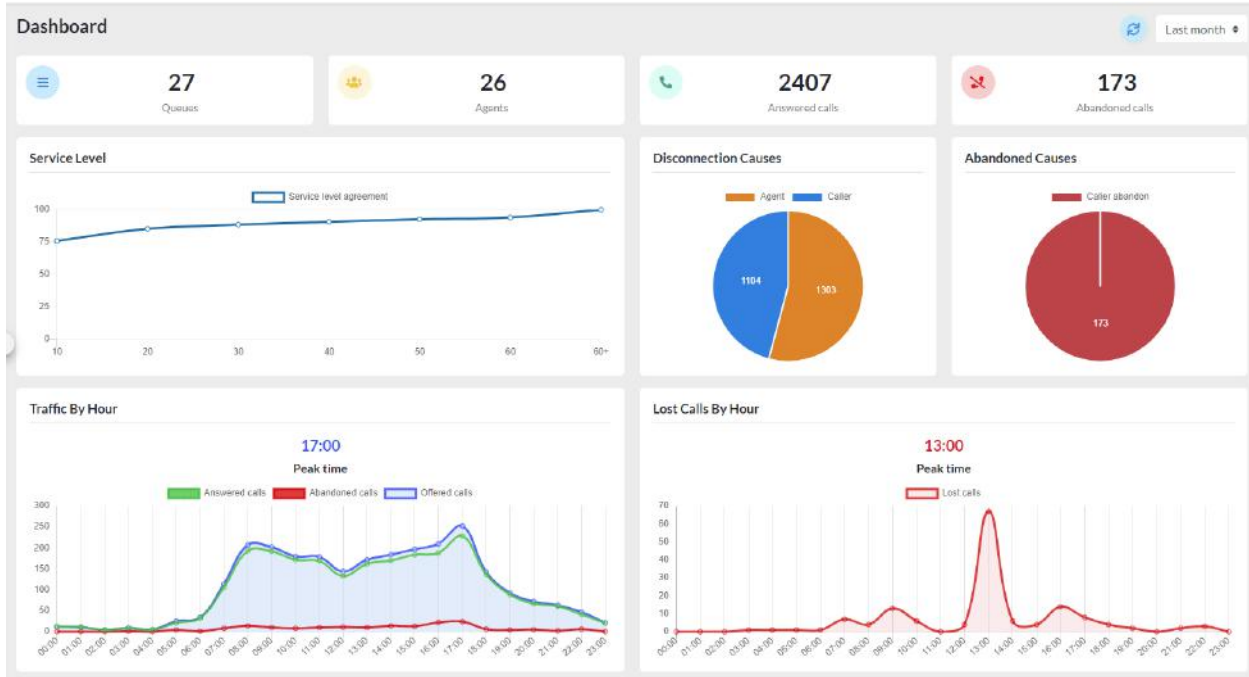 Dashboard
Last month
27
Queues
26
Agents
2407
Answered calls
173
Abandoned calls
Service Level
Service level agreement
100
75
50
25
0
10 20 30 40 50 60 60+
Disconnection Causes
Agent Caller
1104 1303
Abandoned Causes
Caller abandon
173
Traffic By Hour
17:00
Peak time
Answered calls Abandoned calls Offered calls
300
250
200
150
100
50
0
00:00 01:00 02:00 03:00 04:00 05:00 06:00 07:00 08:00 09:00 10:00 11:00 12:00 13:00 14:00 15:00 16:00 17:00 18:00 19:00 20:00 21:00 22:00 23:00
Lost Calls By Hour
13:00
Peak time
Lost calls
70
60
50
40
30
20
10
0
00:00 01:00 02:00 03:00 04:00 05:00 06:00 07:00 08:00 09:00 10:00 11:00 12:00 13:00 14:00 15:00 16:00 17:00 18:00 19:00 20:00 21:00 22:00 23:00